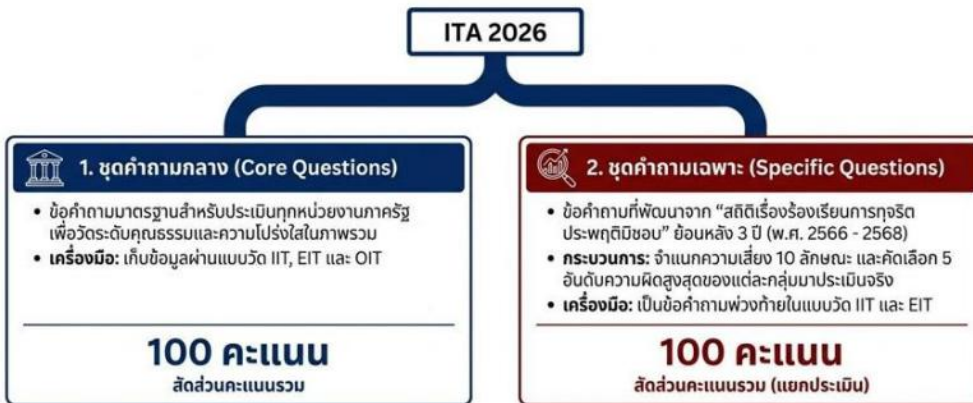 ITA 2026
1. ชุดคำถามกลาง (Core Questions)
• ข้อคำถามมาตรฐานสำหรับประเมินทุกหน่วยงานภาครัฐ
เพื่อวัดระดับคุณธรรมและความโปร่งใสในภาพรวม
• เครื่องมือ: เก็บข้อมูลผ่านแบบวัด IIT, EIT และ OIT
100 คะแนน
สัดส่วนคะแนนรวม
2. ชุดคำถามเฉพาะ (Specific Questions)
• ข้อคำถามที่พัฒนาจาก “สถิติเรื่องร้องเรียนการทุจริต
ประพฤติมิชอบ” ย้อนหลัง 3 ปี (พ.ศ. 2566 - 2568)
• กระบวนการ: จำแนกความเสี่ยง 10 ลักษณะ และคัดเลือก 5
อันดับความผิดสูงสุดของแต่ละกลุ่มมาประเมินจริง
• เครื่องมือ: เป็นข้อคำถามพ่วงท้ายในแบบวัด IIT และ EIT
100 คะแนน
สัดส่วนคะแนนรวม (แยกประเมิน)